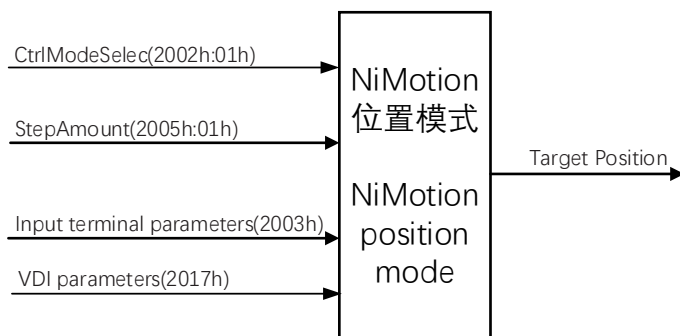 CtrlModeSelec(2002h:01h)
StepAmount(2005h:01h)
Input terminal parameters(2003h)
VDI parameters(2017h)
NiMotion
位置模式
NiMotion
position
mode
Target Position